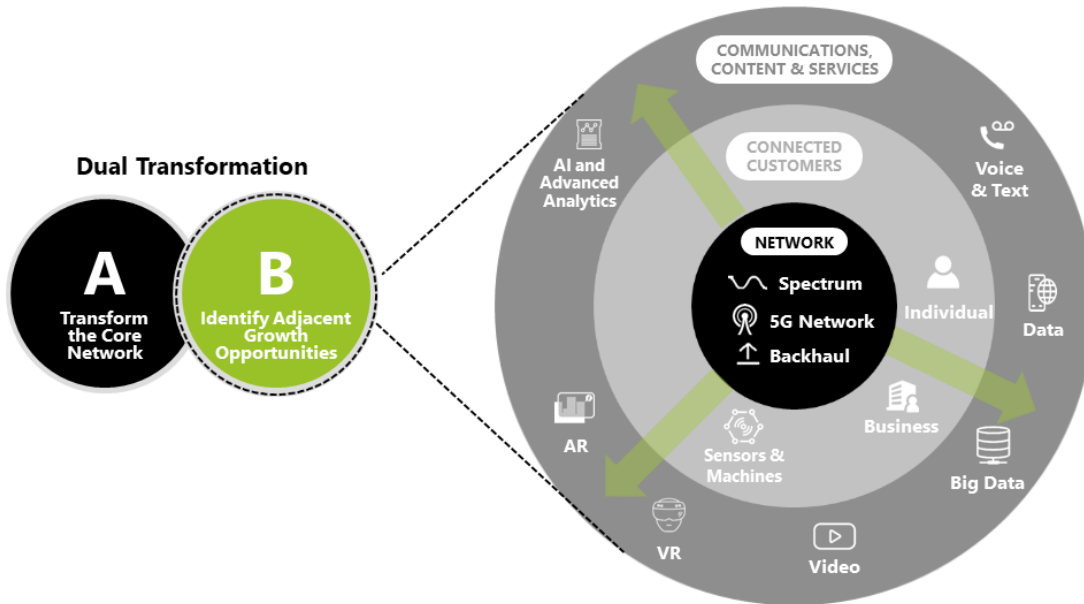 Dual Transformation
A
Transform
the Core
Network
B
Identify Adjacent
Growth
Opportunities
COMMUNICATIONS,
CONTENT & SERVICES
CONNECTED
CUSTOMERS
NETWORK
Spectrum
5G Network
Backhaul
AI and
Advanced
Analytics
Voice
& Text
Individual
Data
Business
Big Data
Sensors &
Machines
AR
VR
Video